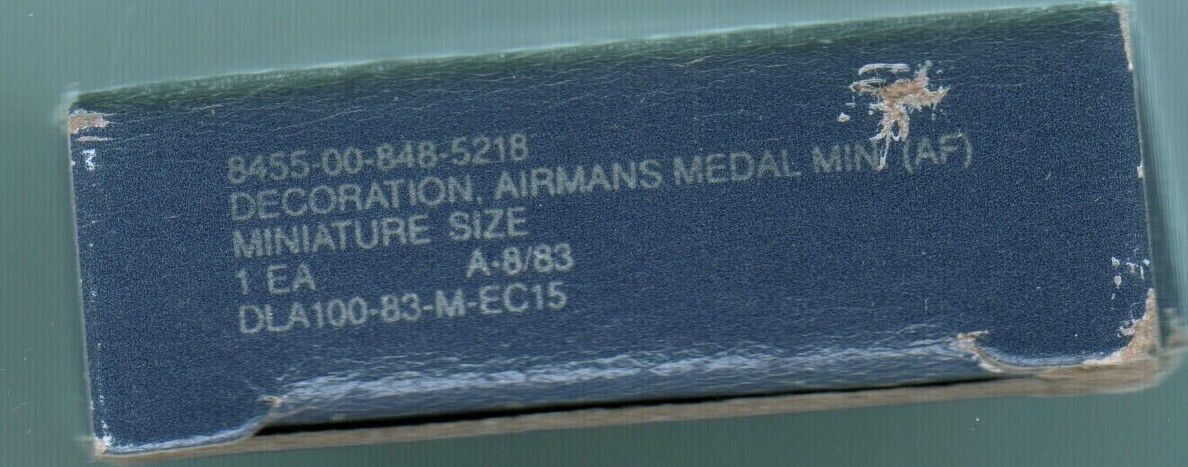 8455-00-848-5218
DECORATION, AIRMANS MEDAL MINI (AF)
MINIATURE SIZE
1 EA A-8/83
DLA100-83-M-EC15